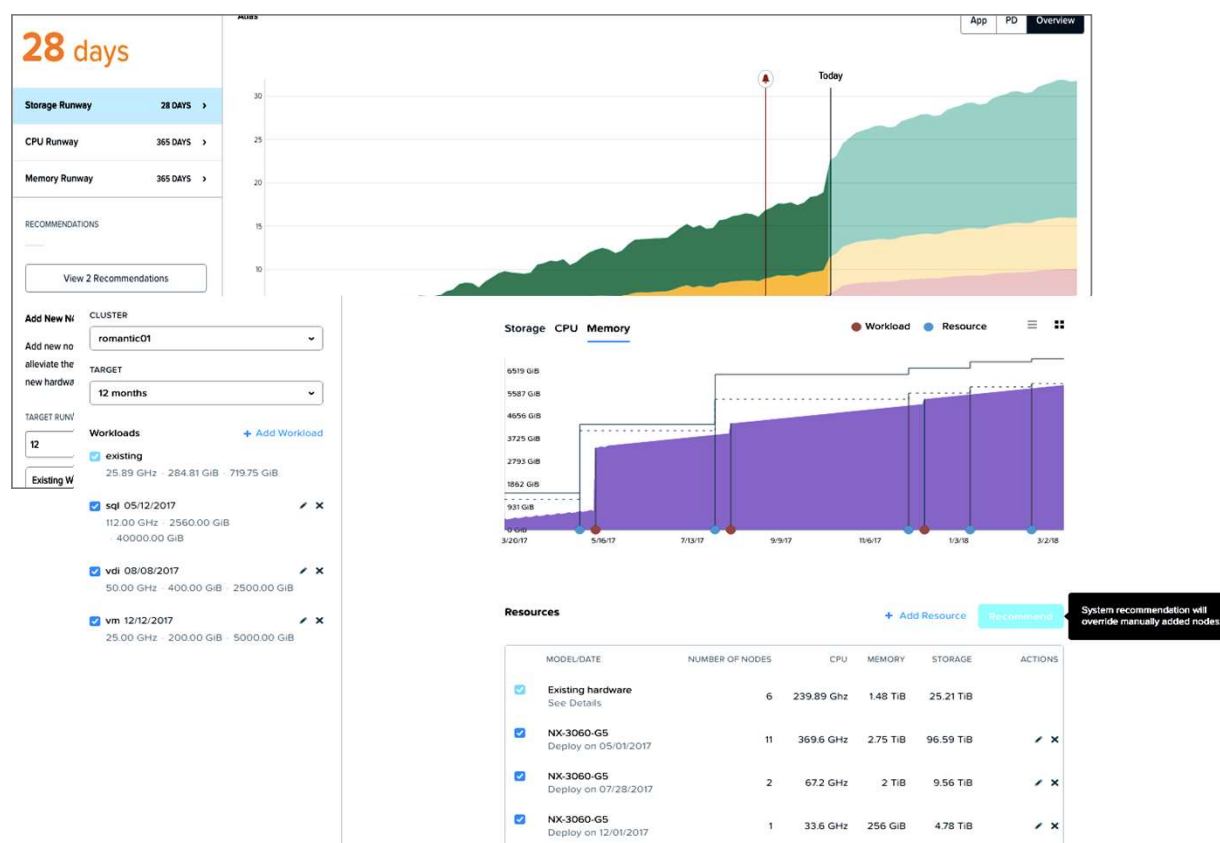 Atlas
App PD Overview
28 days
Today
Storage Runway 28 DAYS >
CPU Runway 365 DAYS >
Memory Runway 365 DAYS >
RECOMMENDATIONS
View 2 Recommendations
30
25
20
15
10
Add New
Add new no
alleviate the
new hardwa
TARGET RUNW
12
Existing W
CLUSTER
romantic01
TARGET
12 months
Workloads + Add Workload
existing
25.89 GHz · 284.81 GiB · 719.75 GiB
sql 05/12/2017
112.00 GHz · 2560.00 GiB
· 40000.00 GiB
vdi 08/08/2017
50.00 GHz · 400.00 GiB · 2500.00 GiB
vm 12/12/2017
25.00 GHz · 200.00 GiB · 5000.00 GiB
Storage CPU Memory
Workload Resource
6519 GiB
5587 GiB
4656 GiB
3725 GiB
2793 GiB
1862 GiB
931 GiB
0 GiB
3/20/17 5/16/17 7/13/17 9/9/17 11/6/17 1/3/18 3/2/18
Resources + Add Resource Recommend
System recommendation will
override manually added nodes
MODEL/DATE NUMBER OF NODES CPU MEMORY STORAGE ACTIONS
Existing hardware 6 239.89 Ghz 1.48 TiB 25.21 TiB
See Details
NX-3060-G5 11 369.6 GHz 2.75 TiB 96.59 TiB
Deploy on 05/01/2017
NX-3060-G5 2 67.2 GHz 2 TiB 9.56 TiB
Deploy on 07/28/2017
NX-3060-G5 1 33.6 GHz 256 GiB 4.78 TiB
Deploy on 12/01/2017